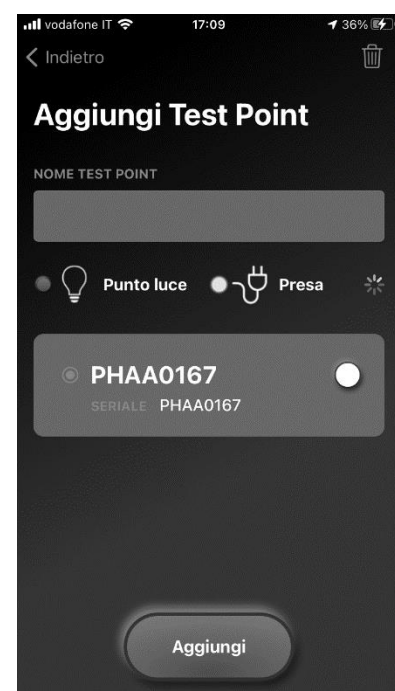 vodafone IT 17:09 36%
Indietro
Aggiungi Test Point
NOME TEST POINT
Punto luce Presa
PHAA0167
SERIALE PHAA0167
Aggiungi